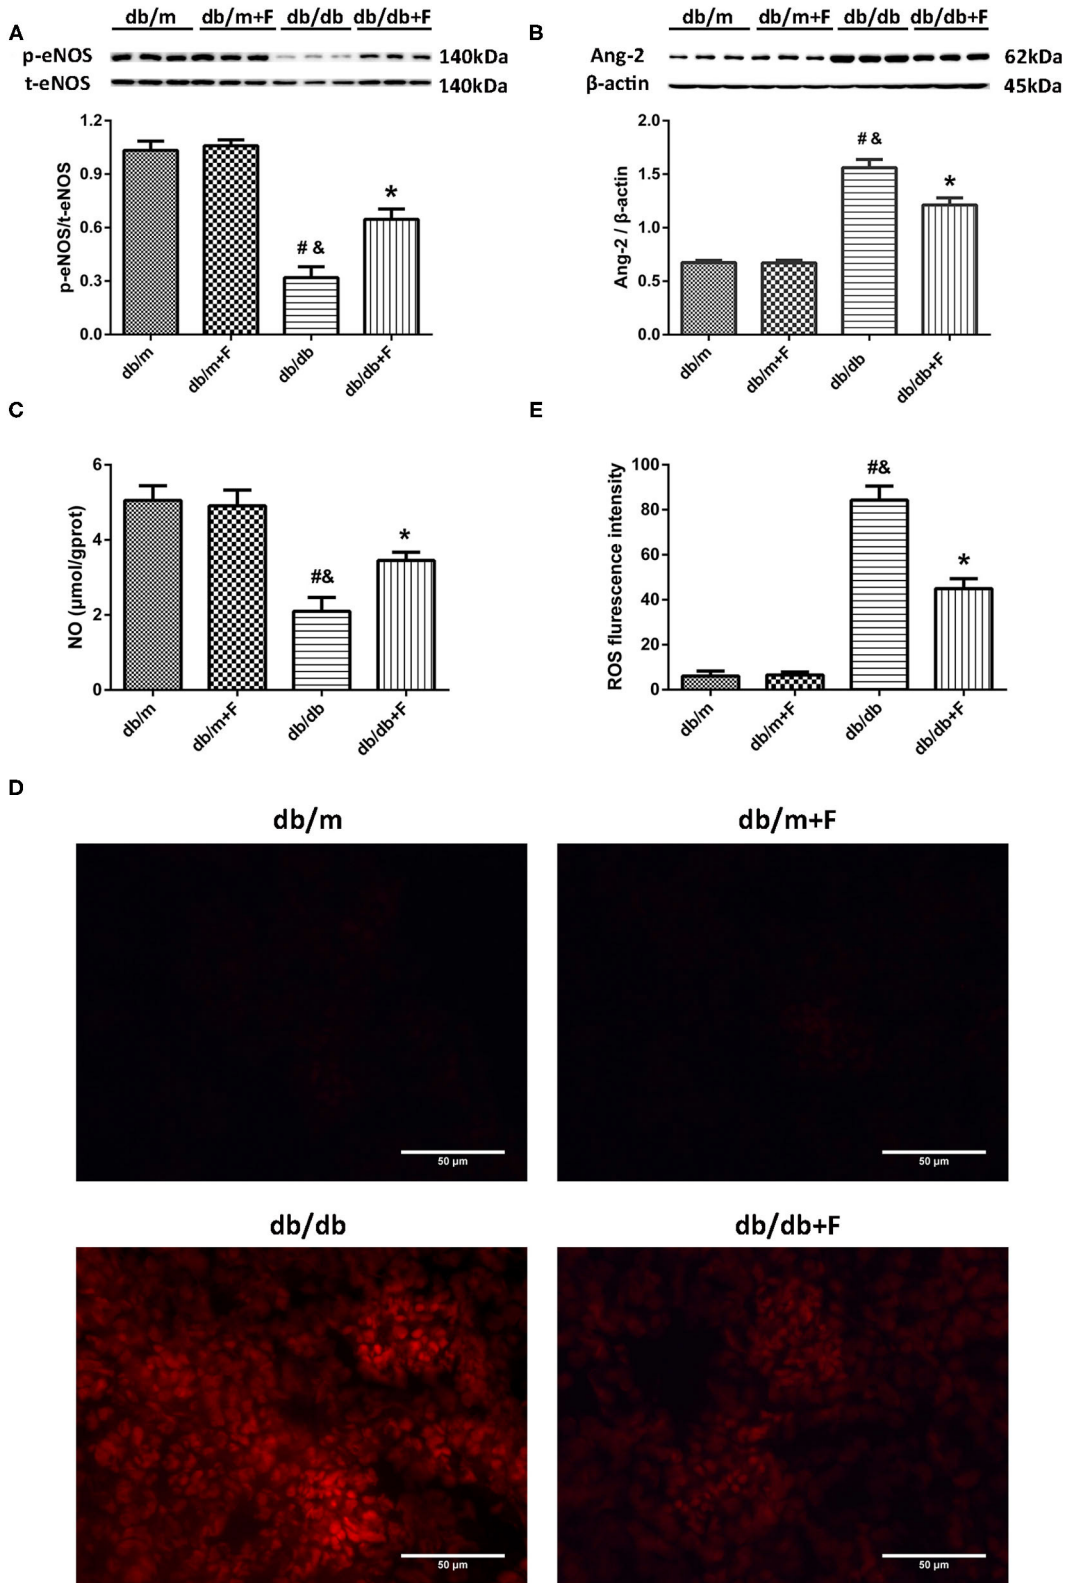 A
db/m db/m+F db/db db/db+F
p-eNOS 140kDa
t-eNOS 140kDa
p-eNOS/t-eNOS
1.2
0.9
0.6
0.3
0.0
# &
*
db/m
db/m+F
db/db
db/db+F
B
db/m db/m+F db/db db/db+F
Ang-2 62kDa
β-actin 45kDa
Ang-2 / β-actin
2.0
1.5
1.0
0.5
0.0
# &
*
db/m
db/m+F
db/db
db/db+F
C
NO (μmol/gprot)
6
4
2
0
#&
*
db/m
db/m+F
db/db
db/db+F
E
ROS flurescence intensity
100
80
60
40
20
0
#&
*
db/m
db/m+F
db/db
db/db+F
D
db/m
50 μm
db/m+F
50 μm
db/db
50 μm
db/db+F
50 μm